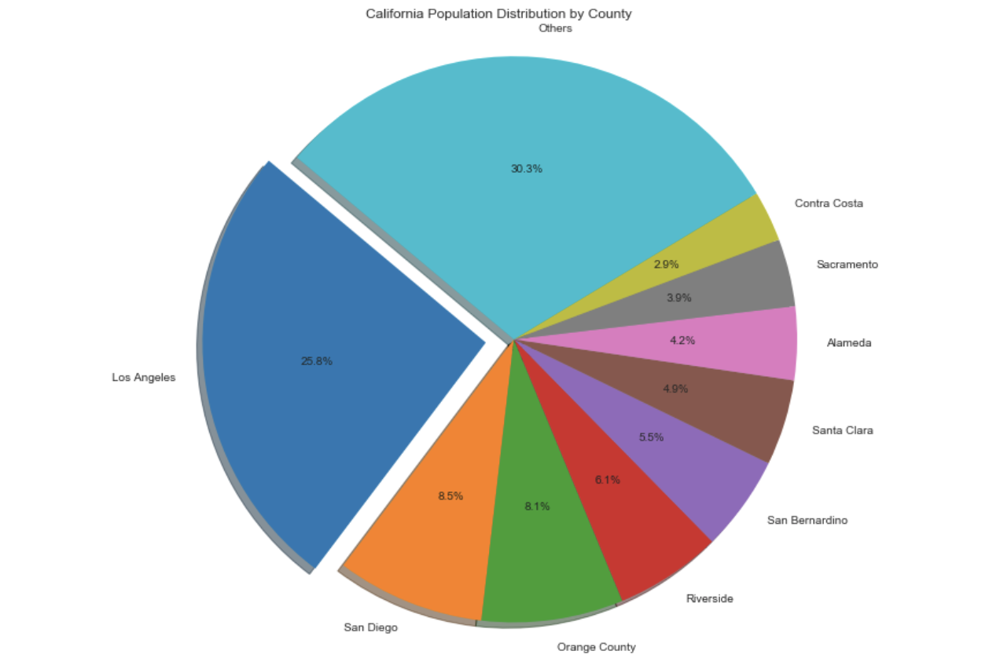 California Population Distribution by County
Others
30.3%
Contra Costa
2.9%
Sacramento
3.9%
Alameda
4.2%
Santa Clara
4.9%
San Bernardino
5.5%
Riverside
6.1%
Orange County
8.1%
San Diego
8.5%
Los Angeles
25.8%